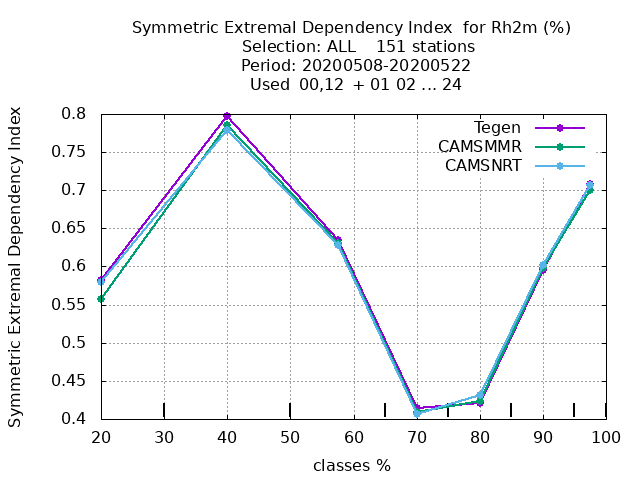 Symmetric Extremal Dependency Index  for Rh2m (%)
Selection: ALL    151 stations
Period: 20200508-20200522
Used  00,12  + 01 02 ... 24
Symmetric Extremal Dependency Index
0.8
0.75
0.7
0.65
0.6
0.55
0.5
0.45
0.4
Tegen
CAMSMMR
CAMSNRT
20 30 40 50 60 70 80 90 100
classes %